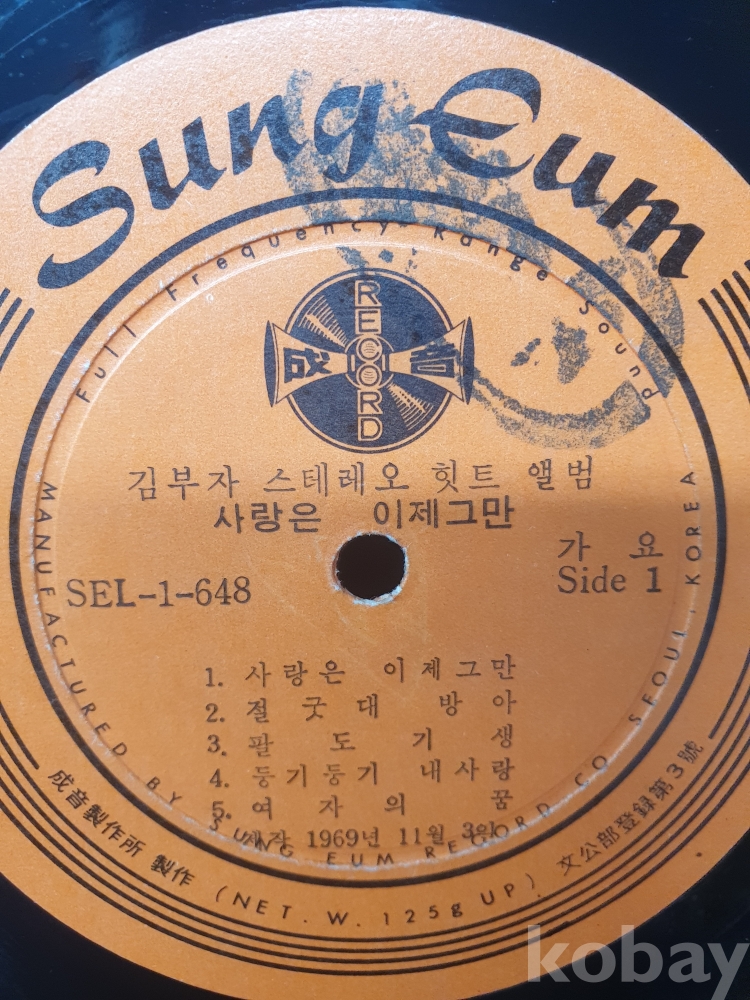 Sung Eum
Full Frequency Range Sound
RECORD
成音
김부자 스테레오 힛트 앨범
사랑은 이제그만
가요
SEL-1-648
Side 1
1. 사랑은 이제그만
2. 절굿대 방아
3. 팔도기생
4. 둥기둥기 내사랑
5. 여자의 꿈
제작 1969년 11월 3일
MANUFACTURED BY SUNG EUM RECORD CO. SEOUL, KOREA
成音製作所 製作 (NET. W. 125g UP) 文公部登録第3號
kobay